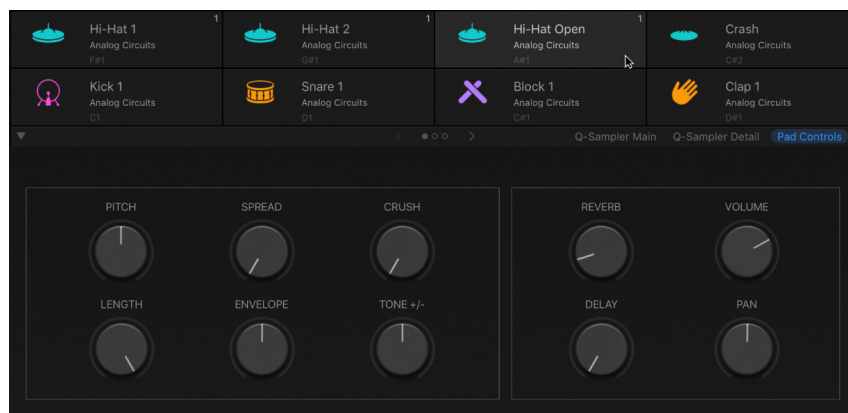 Hi-Hat 1
1
Analog Circuits
F#1
Hi-Hat 2
1
Analog Circuits
G#1
Hi-Hat Open
1
Analog Circuits
A#1
Crash
Analog Circuits
C#2
Kick 1
Analog Circuits
C1
Snare 1
Analog Circuits
D1
Block 1
Analog Circuits
C#1
Clap 1
Analog Circuits
D#1
Q-Sampler Main
Q-Sampler Detail
Pad Controls
PITCH
SPREAD
CRUSH
REVERB
VOLUME
LENGTH
ENVELOPE
TONE +/-
DELAY
PAN